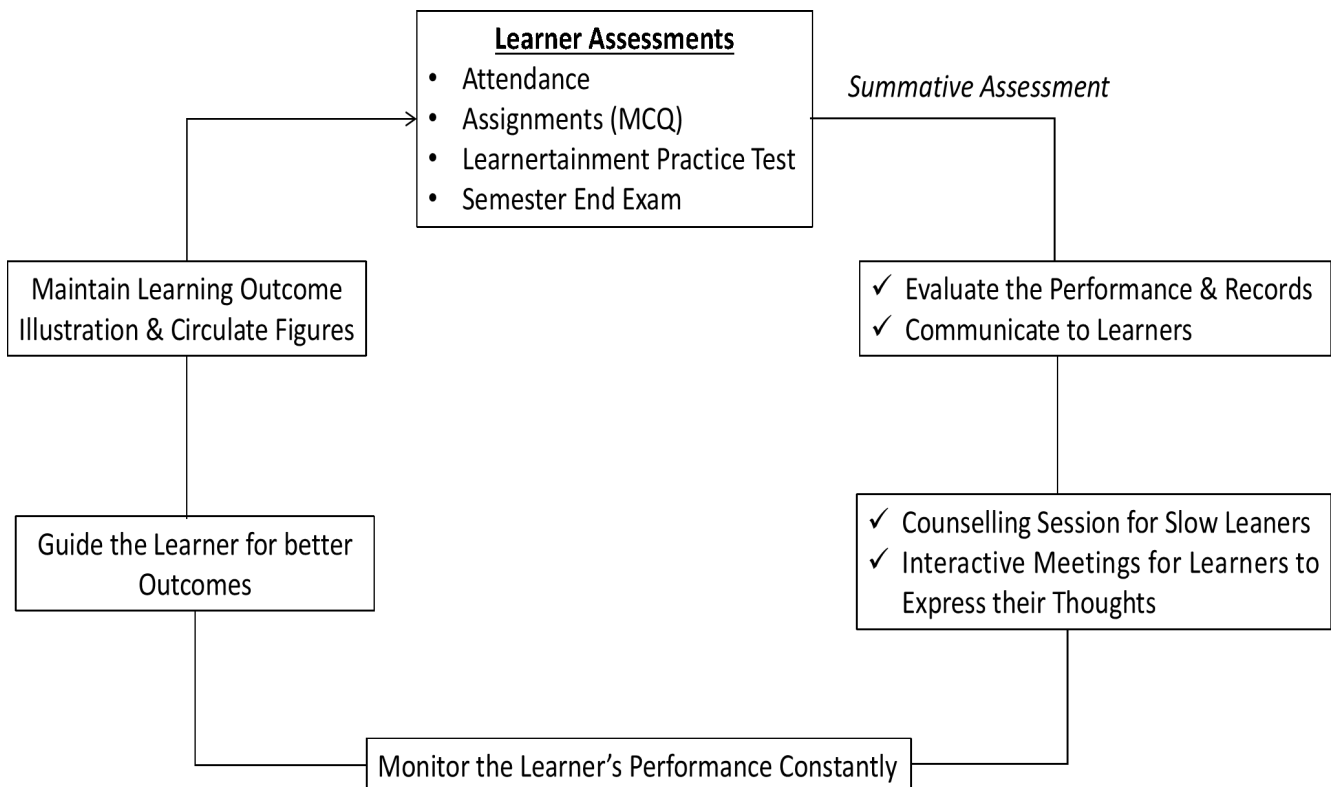 Learner Assessments
• Attendance
• Assignments (MCQ)
• Learnertainment Practice Test
• Semester End Exam
Summative Assessment
Maintain Learning Outcome
Illustration & Circulate Figures
✓ Evaluate the Performance & Records
✓ Communicate to Learners
Guide the Learner for better
Outcomes
✓ Counselling Session for Slow Leaners
✓ Interactive Meetings for Learners to
Express their Thoughts
Monitor the Learner’s Performance Constantly